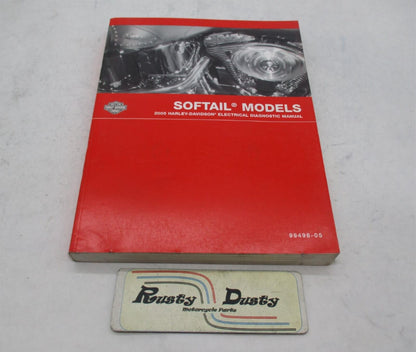 SOFTAIL® MODELS
2005 HARLEY-DAVIDSON® ELECTRICAL DIAGNOSTIC MANUAL
99498-05
Rusty Dusty
Motorcycle Parts